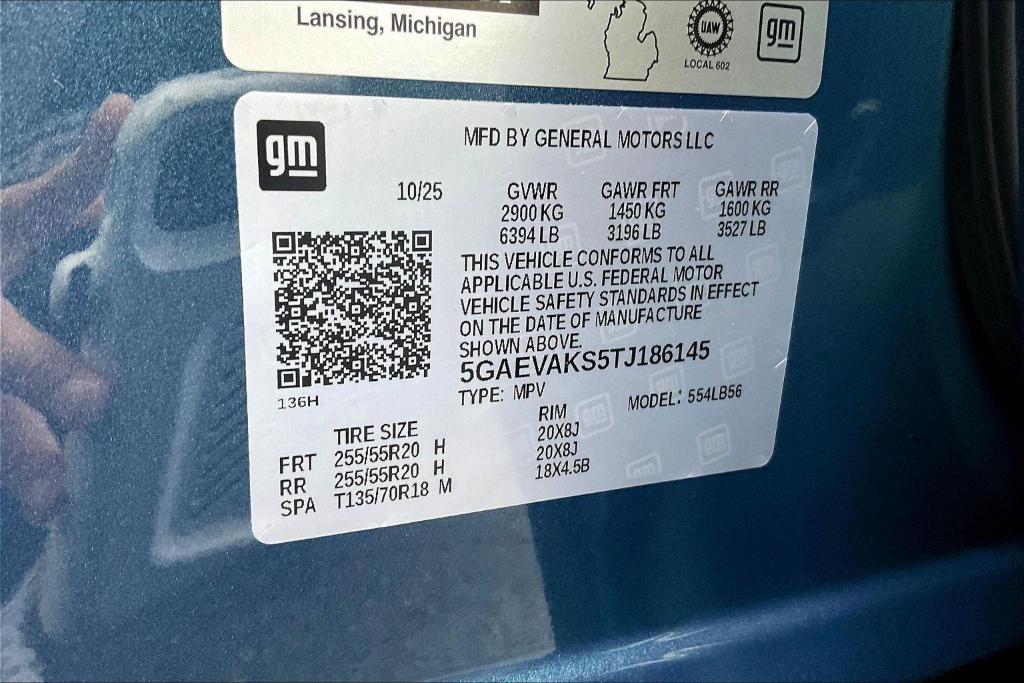 Lansing, Michigan
UAW
LOCAL 602
gm
gm
MFD BY GENERAL MOTORS LLC
10/25
GVWR GAWR FRT GAWR RR
2900 KG 1450 KG 1600 KG
6394 LB 3196 LB 3527 LB
THIS VEHICLE CONFORMS TO ALL
APPLICABLE U.S. FEDERAL MOTOR
VEHICLE SAFETY STANDARDS IN EFFECT
ON THE DATE OF MANUFACTURE
SHOWN ABOVE.
5GAEVAKS5TJ186145
TYPE: MPV MODEL: 554LB56
136H
TIRE SIZE RIM
FRT 255/55R20 H 20X8J
RR 255/55R20 H 20X8J
SPA T135/70R18 M 18X4.5B